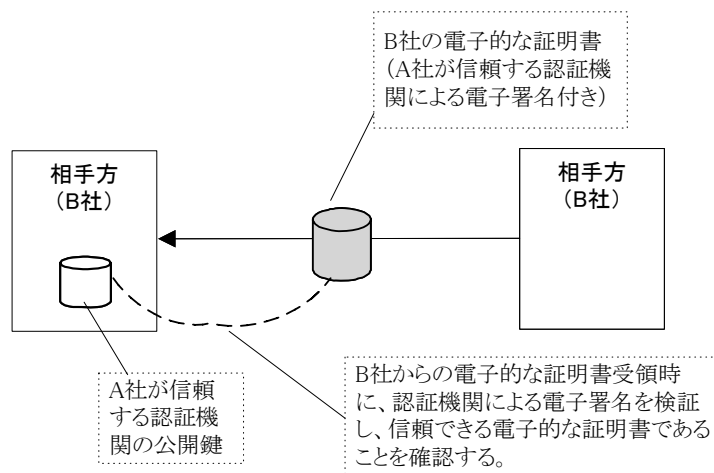 B社の電子的な証明書
（A社が信頼する認証機
関による電子署名付き）
相手方
（B社）
相手方
（B社）
A社が信頼
する認証機
関の公開鍵
B社からの電子的な証明書受領時
に、認証機関による電子署名を検証
し、信頼できる電子的な証明書である
ことを確認する。